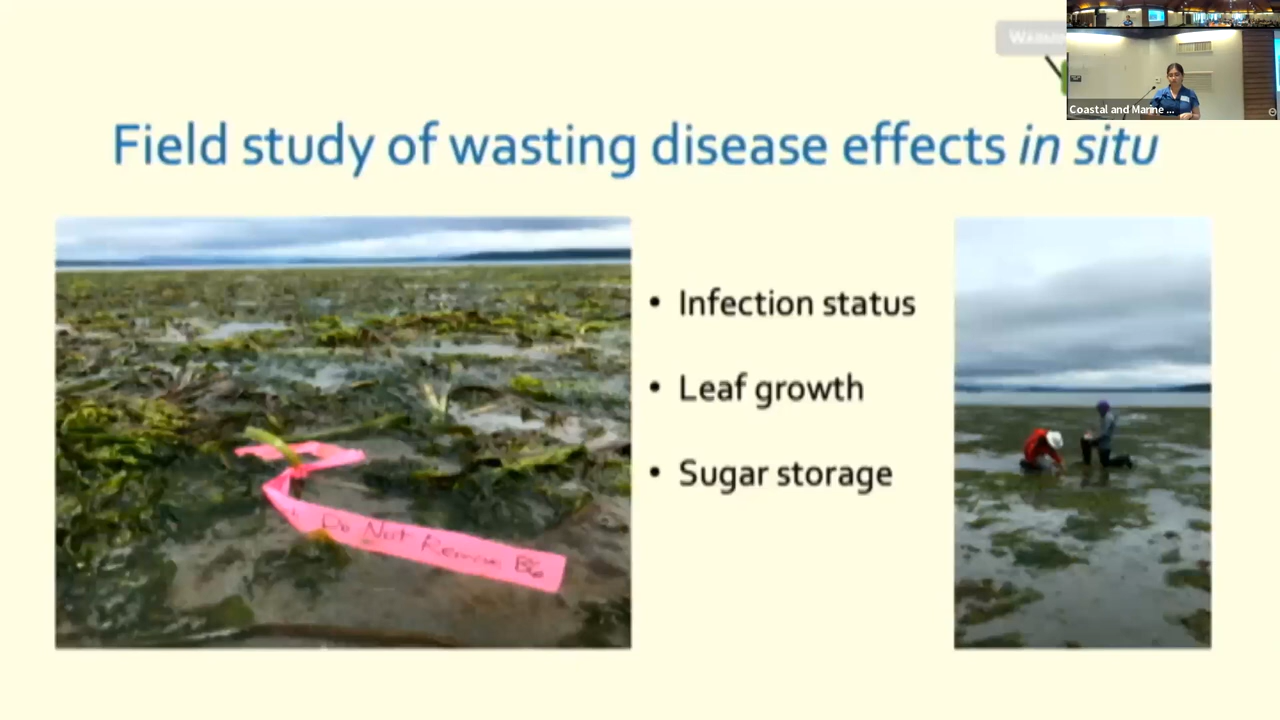 Coastal and Marine ...
Field study of wasting disease effects in situ
• Infection status
• Leaf growth
• Sugar storage
Do Not Remove